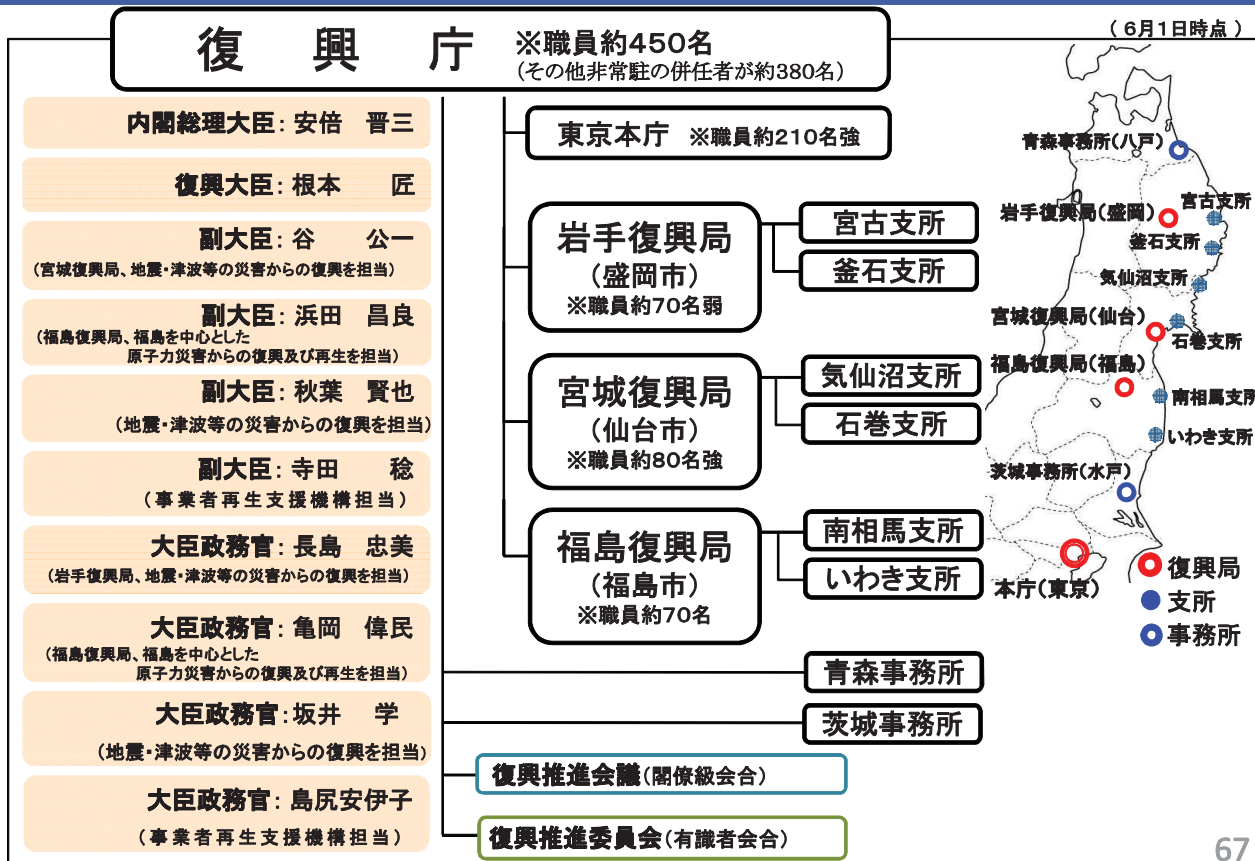 復興庁 ※職員約450名
(その他非常駐の併任者が約380名)
(6月1日時点)
内閣総理大臣:安倍 晋三
復興大臣:根本 匠
副大臣:谷 公一
(宮城復興局、地震・津波等の災害からの復興を担当)
副大臣:浜田 昌良
(福島復興局、福島を中心とした
原子力災害からの復興及び再生を担当)
副大臣:秋葉 賢也
(地震・津波等の災害からの復興を担当)
副大臣:寺田 稔
(事業者再生支援機構担当)
大臣政務官:長島 忠美
(岩手復興局、地震・津波等の災害からの復興を担当)
大臣政務官:亀岡 偉民
(福島復興局、福島を中心とした
原子力災害からの復興及び再生を担当)
大臣政務官:坂井 学
(地震・津波等の災害からの復興を担当)
大臣政務官:島尻安伊子
(事業者再生支援機構担当)
東京本庁 ※職員約210名強
岩手復興局
(盛岡市)
※職員約70名弱
宮古支所
釜石支所
宮城復興局
(仙台市)
※職員約80名強
気仙沼支所
石巻支所
福島復興局
(福島市)
※職員約70名
南相馬支所
いわき支所
青森事務所
茨城事務所
復興推進会議(閣僚級会合)
復興推進委員会(有識者会合)
青森事務所(八戸)
宮古支所
岩手復興局(盛岡)
釜石支所
気仙沼支所
宮城復興局(仙台)
石巻支所
福島復興局(福島)
南相馬支所
いわき支所
茨城事務所(水戸)
本庁(東京)
復興局
支所
事務所
67